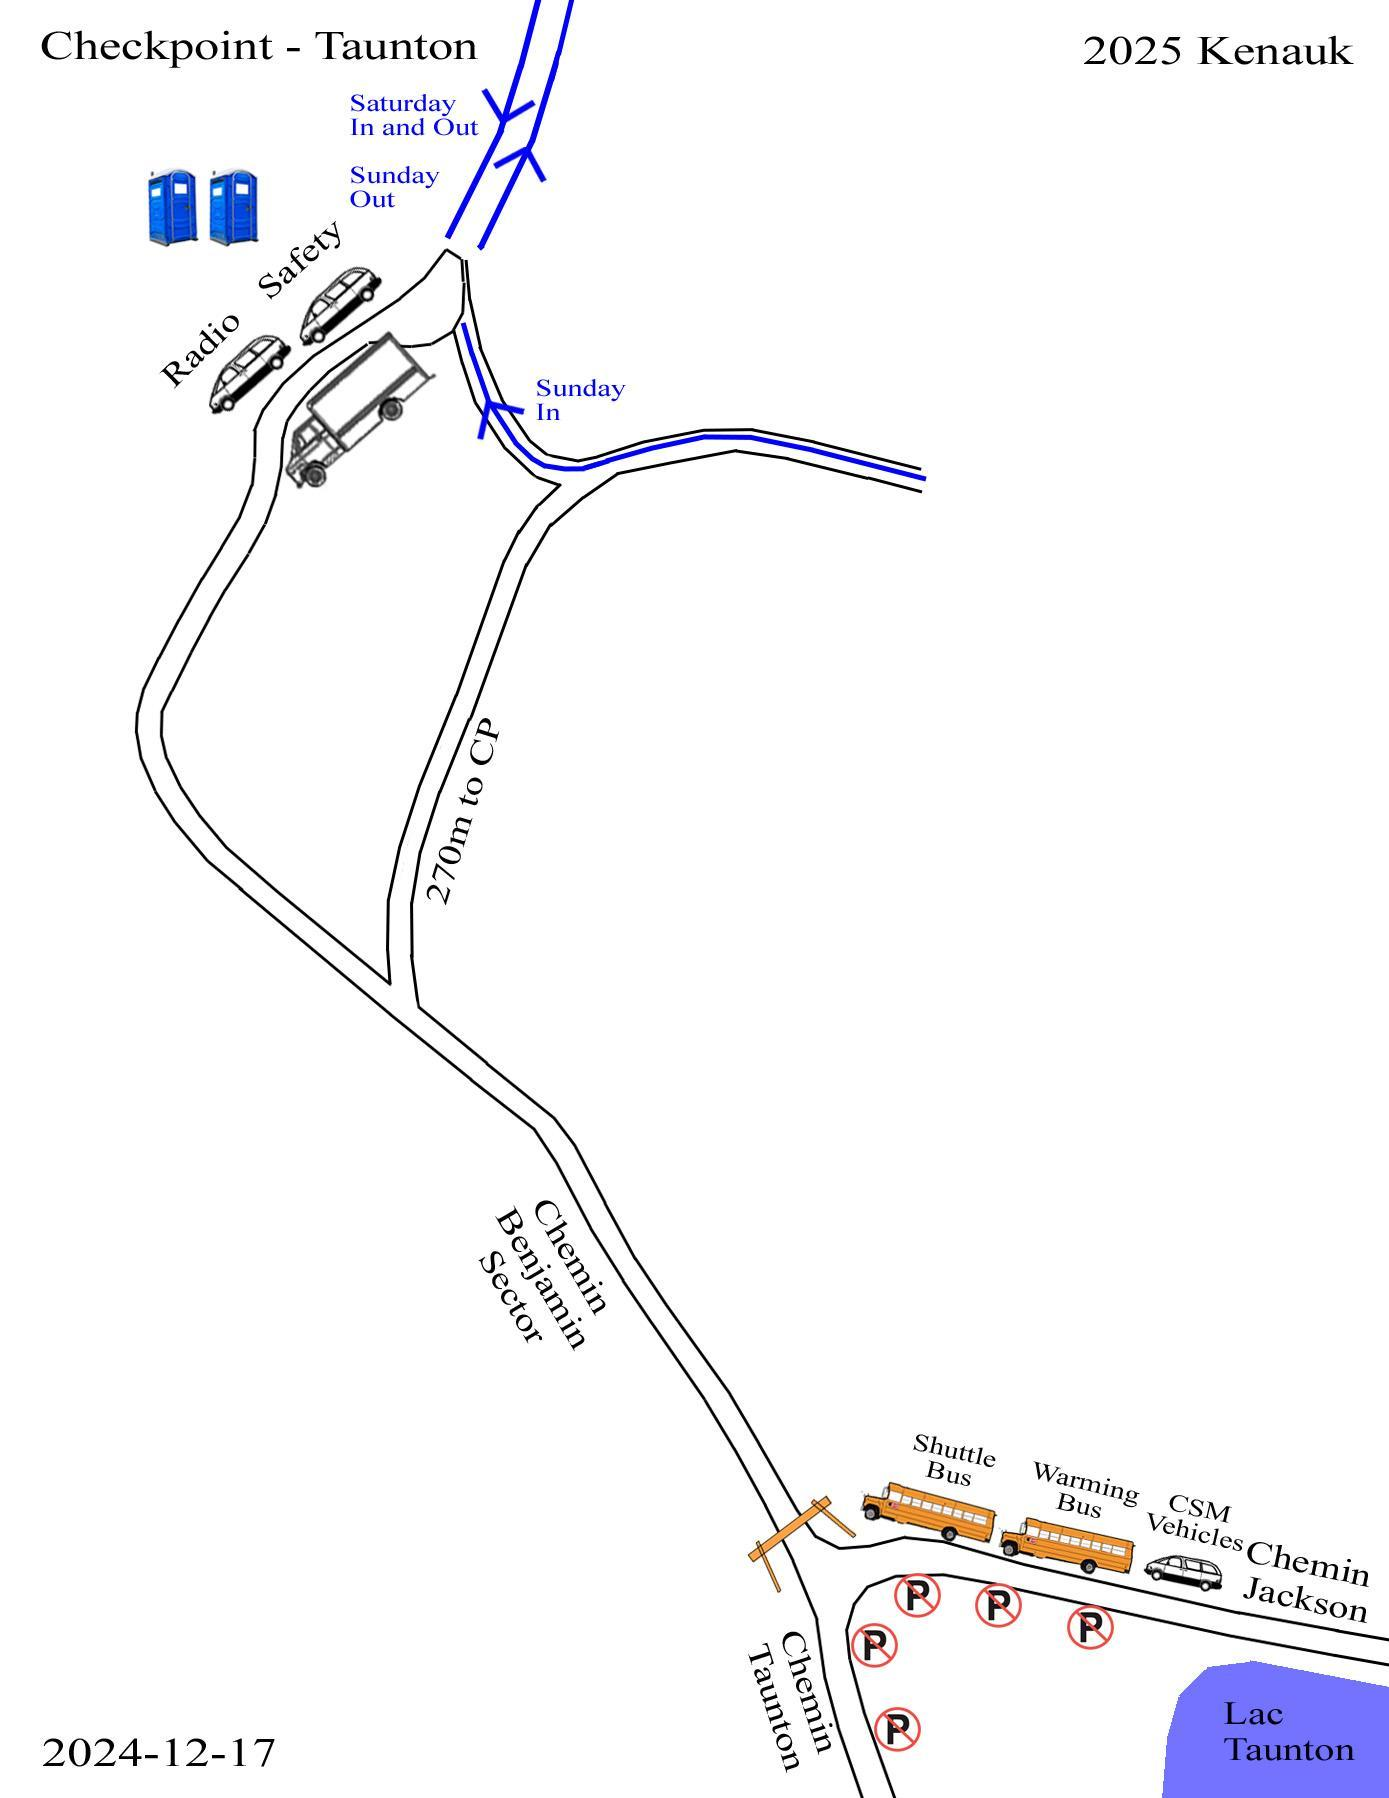 Checkpoint - Taunton
2025 Kenauk
Saturday
In and Out
Sunday
Out
Safety
Radio
Sunday
In
270m to CP
Chemin
Benjamin
Sector
Shuttle
Bus
Warming
Bus
CSM
Vehicles
Chemin
Jackson
P
P
P
P
P
Chemin
Taunton
Lac
Taunton
2024-12-17